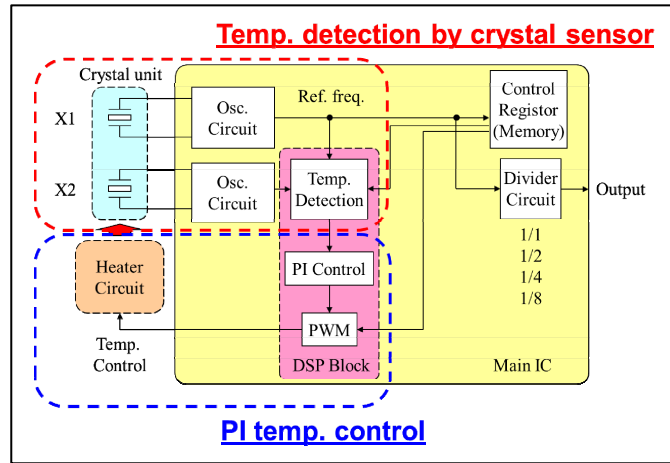 Temp. detection by crystal sensor
Crystal unit
X1
X2
Osc.
Circuit
Osc.
Circuit
Ref. freq.
Control
Registor
(Memory)
Temp.
Detection
Divider
Circuit
Output
1/1
1/2
1/4
1/8
Heater
Circuit
PI Control
PWM
Temp.
Control
DSP Block
Main IC
PI temp. control